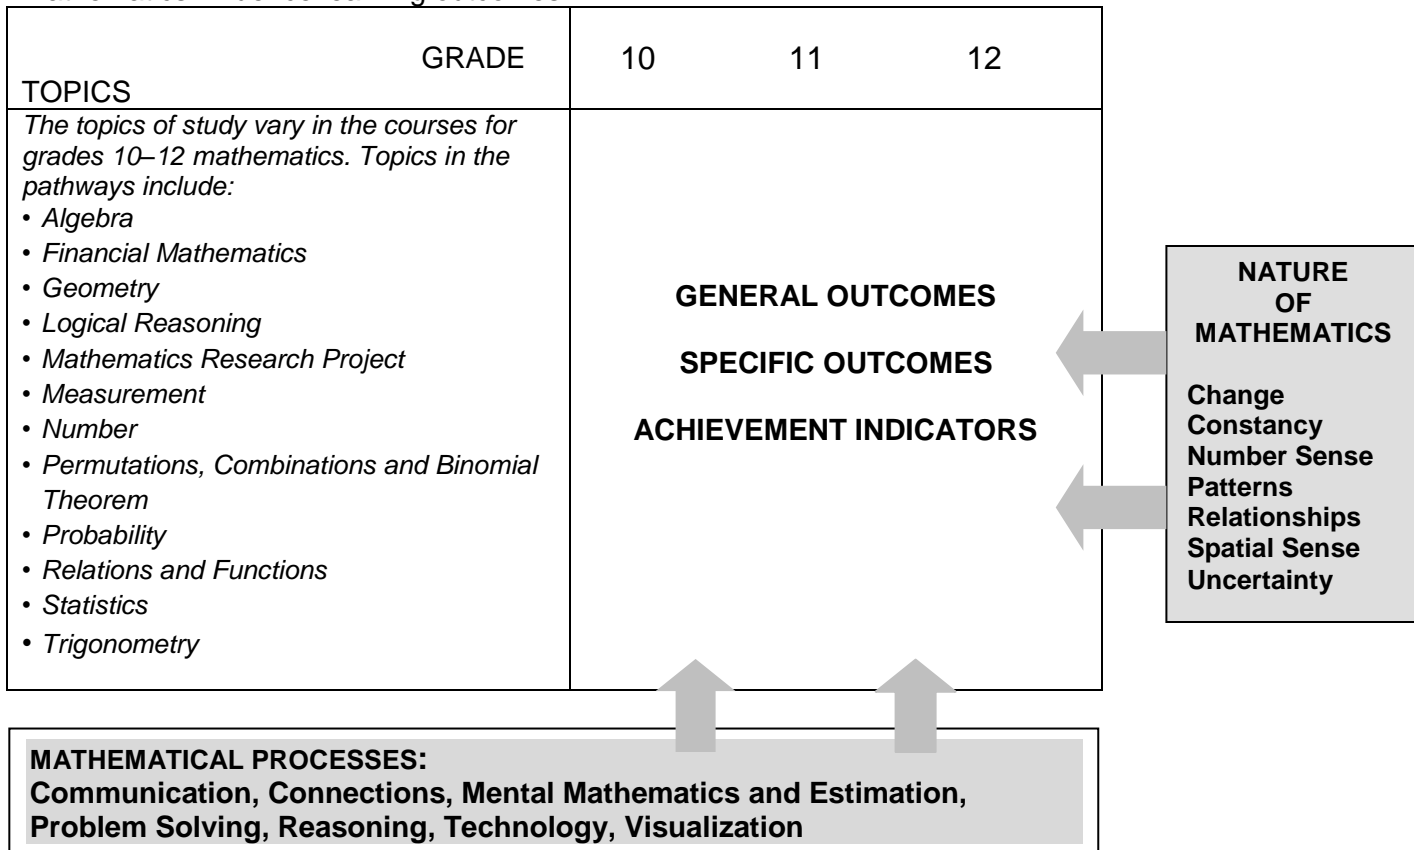 GRADE 10 11 12
TOPICS
The topics of study vary in the courses for
grades 10–12 mathematics. Topics in the
pathways include:
• Algebra
• Financial Mathematics
• Geometry
• Logical Reasoning
• Mathematics Research Project
• Measurement
• Number
• Permutations, Combinations and Binomial
Theorem
• Probability
• Relations and Functions
• Statistics
• Trigonometry
GENERAL OUTCOMES
SPECIFIC OUTCOMES
ACHIEVEMENT INDICATORS
NATURE
OF
MATHEMATICS
Change
Constancy
Number Sense
Patterns
Relationships
Spatial Sense
Uncertainty
MATHEMATICAL PROCESSES:
Communication, Connections, Mental Mathematics and Estimation,
Problem Solving, Reasoning, Technology, Visualization